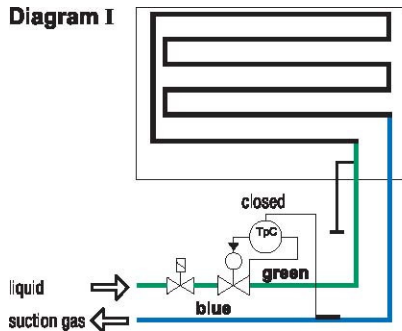 Diagram I
closed
TpC
green
liquid
blue
suction gas